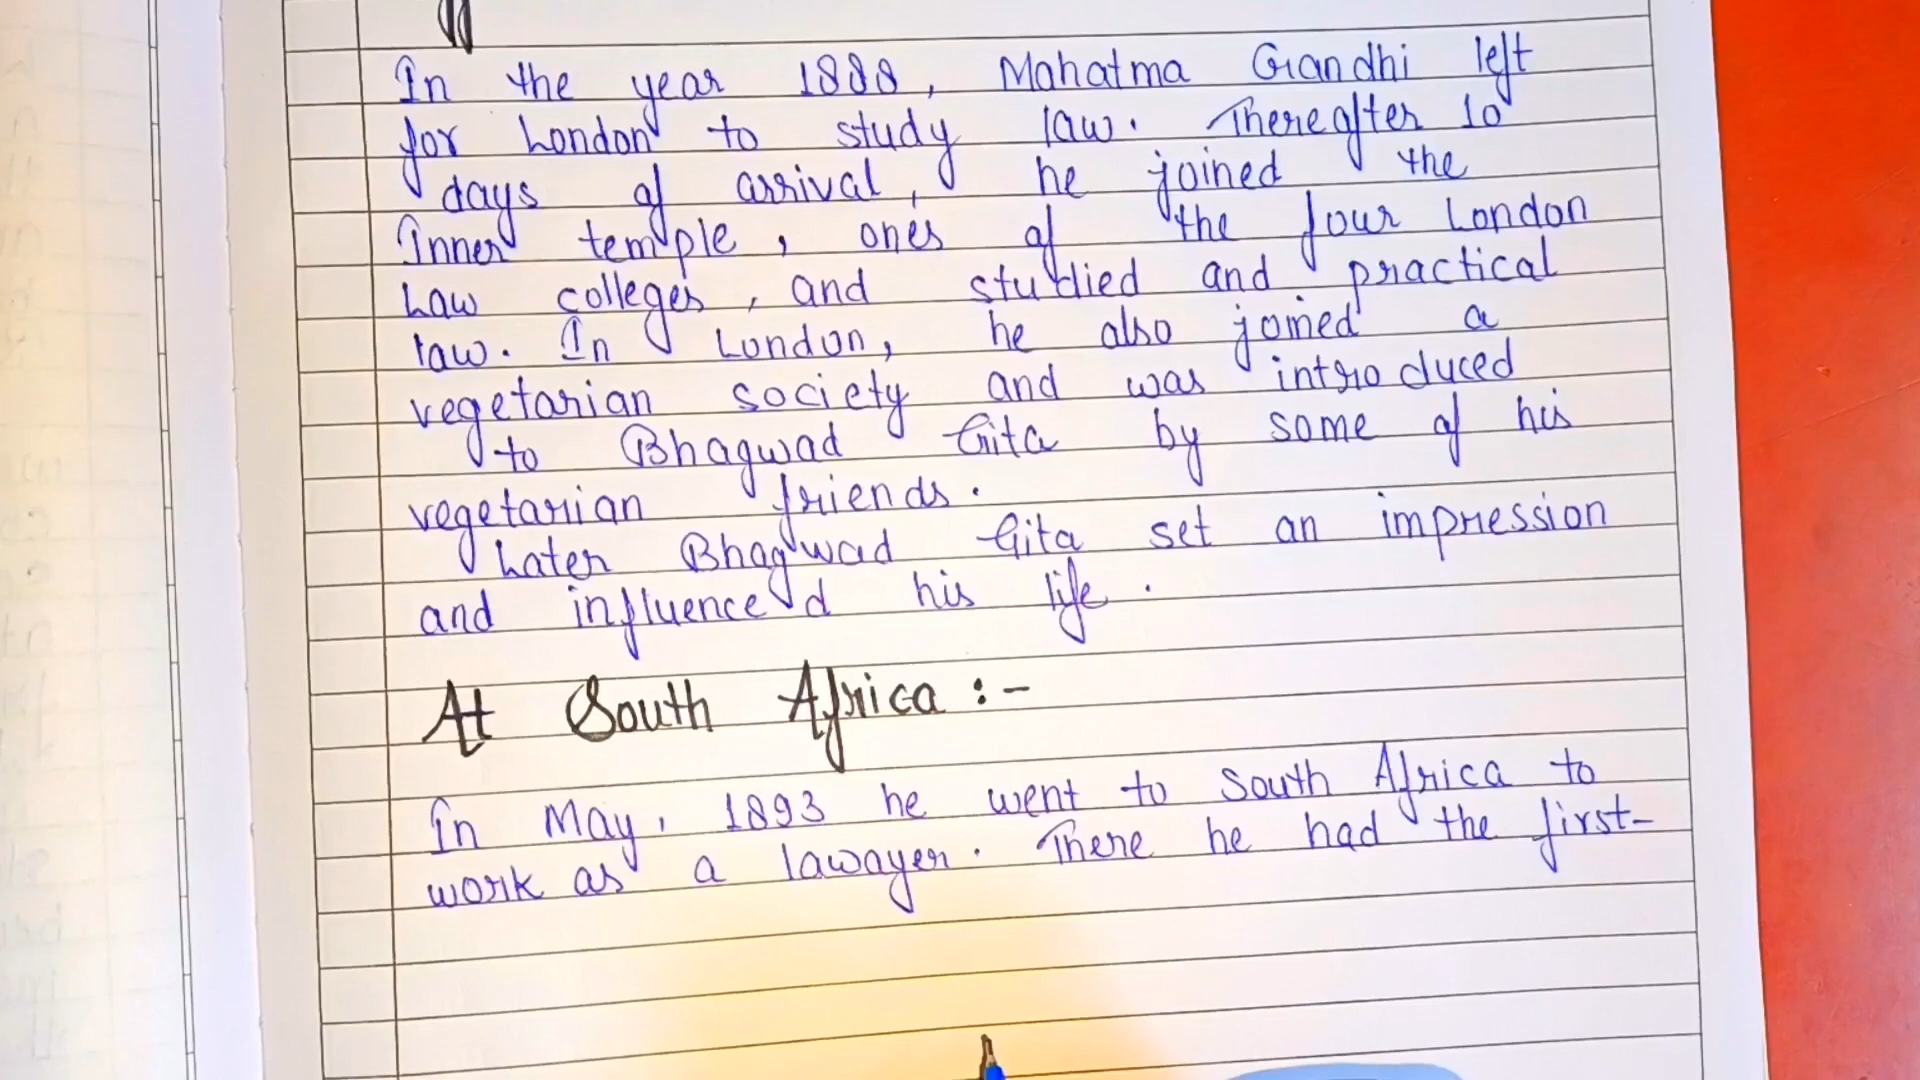 In the year 1888, Mahatma Gandhi left
for London to study law. Thereafter 10
days of arrival, he joined the
Inner temple, ones of the four London
Law colleges, and studied and practical
law. In London, he also joined a
vegetarian society and was introduced
to Bhagwad Gita by some of his
vegetarian friends.
Later Bhagwad Gita set an impression
and influenced his life.
At South Africa :-
In May, 1893 he went to South Africa to
work as a lawayer. There he had the first-